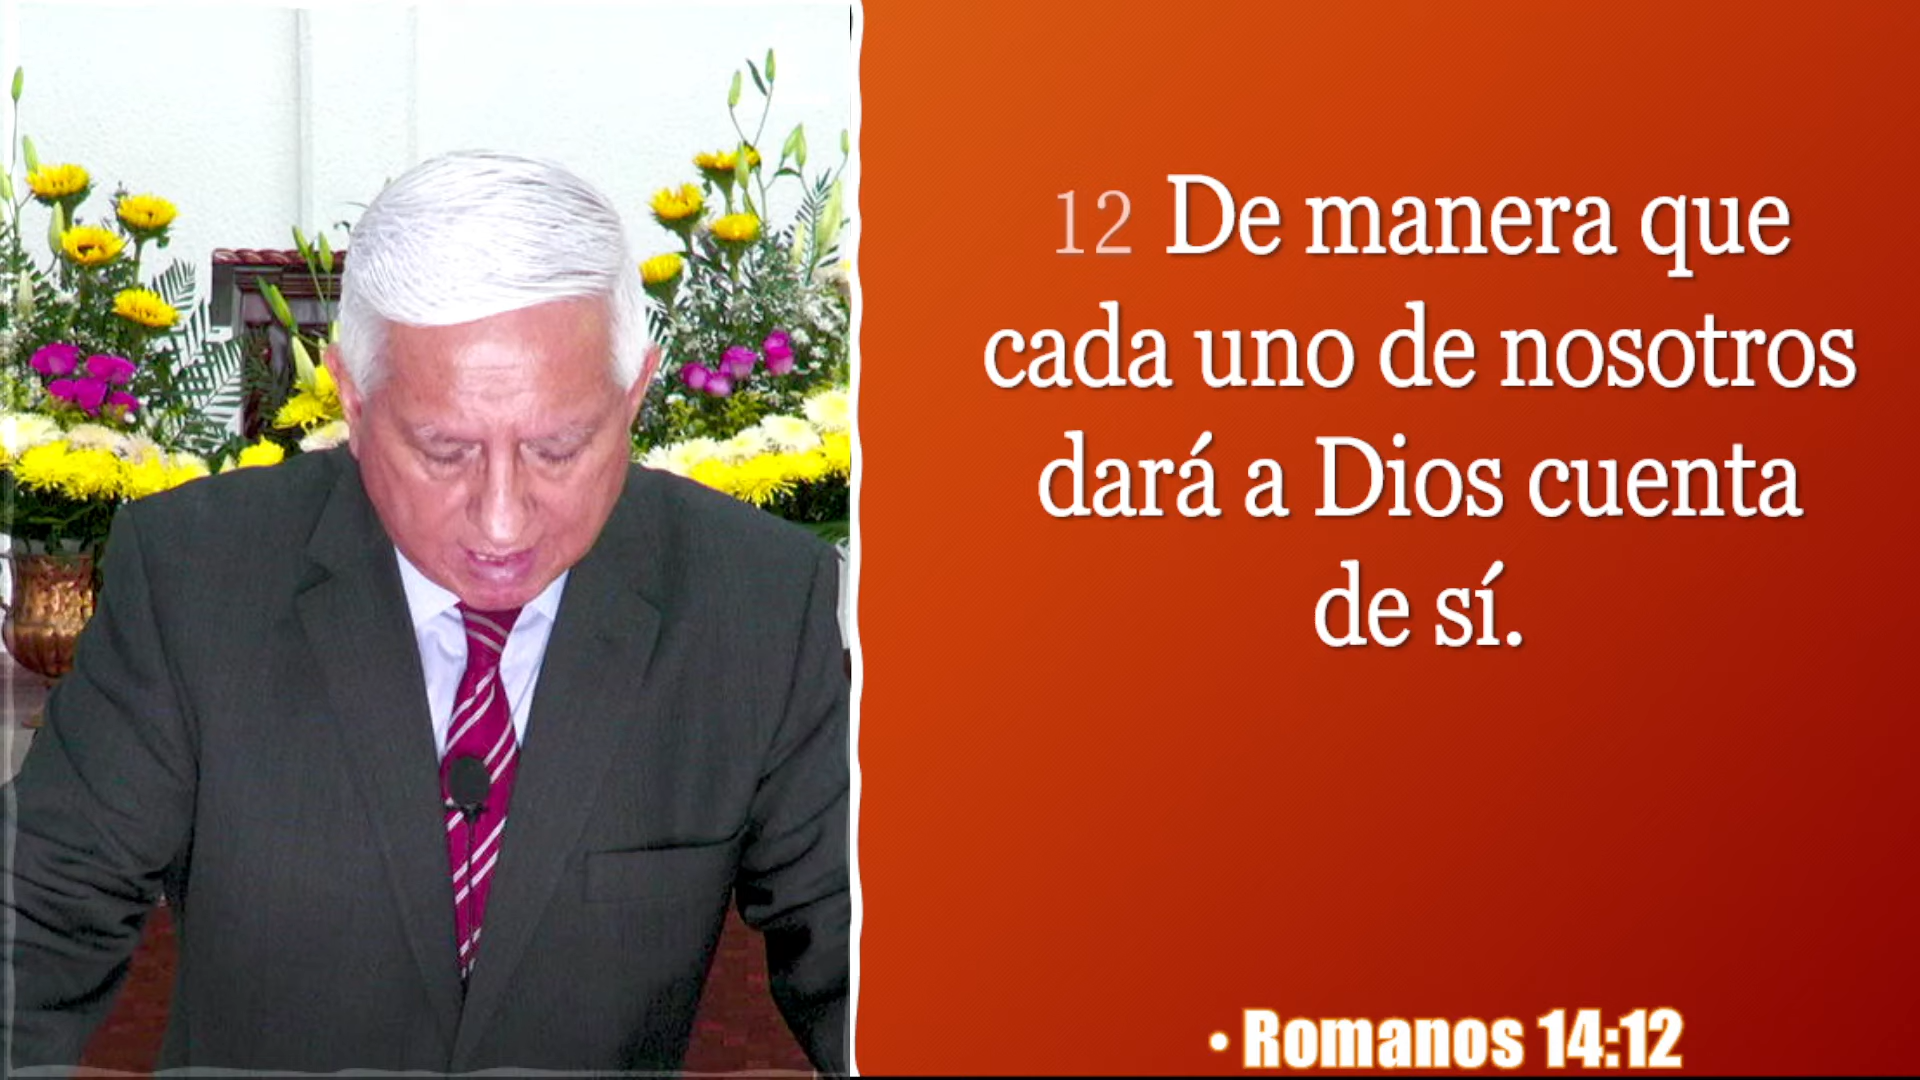 12 De manera que
cada uno de nosotros
dará a Dios cuenta
de sí.
• Romanos 14:12